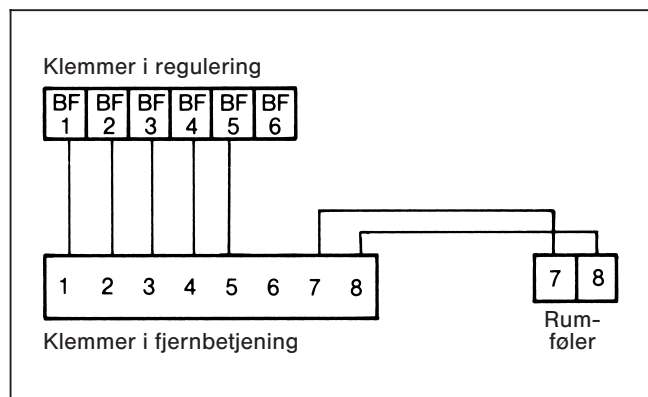 Klemmer i regulering
BF BF BF BF BF BF
1 2 3 4 5 6
1 2 3 4 5 6 7 8
7 8
Klemmer i fjernbetjening
Rum-
føler